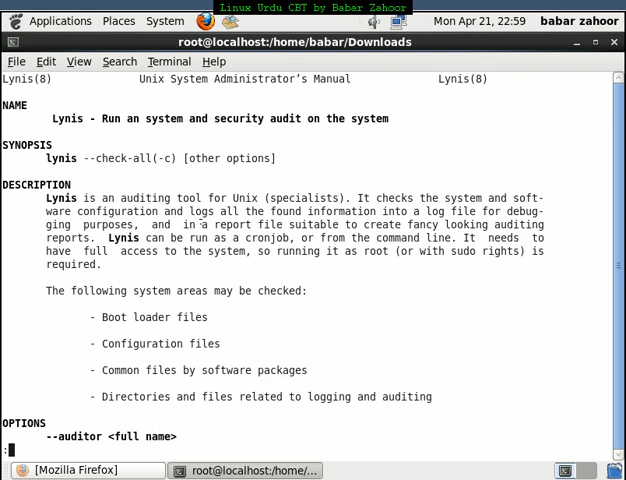 Linux Urdu CBT by Babar Zahoor
Applications Places System Mon Apr 21, 22:59 babar zahoor
root@localhost:/home/babar/Downloads
File Edit View Search Terminal Help
Lynis(8) Unix System Administrator’s Manual Lynis(8)
NAME
Lynis - Run an system and security audit on the system
SYNOPSIS
lynis --check-all(-c) [other options]
DESCRIPTION
Lynis is an auditing tool for Unix (specialists). It checks the system and soft-
ware configuration and logs all the found information into a log file for debug-
ging purposes, and in a report file suitable to create fancy looking auditing
reports. Lynis can be run as a cronjob, or from the command line. It needs to
have full access to the system, so running it as root (or with sudo rights) is
required.
The following system areas may be checked:
- Boot loader files
- Configuration files
- Common files by software packages
- Directories and files related to logging and auditing
OPTIONS
--auditor <full name>
:
[Mozilla Firefox] root@localhost:/home/...